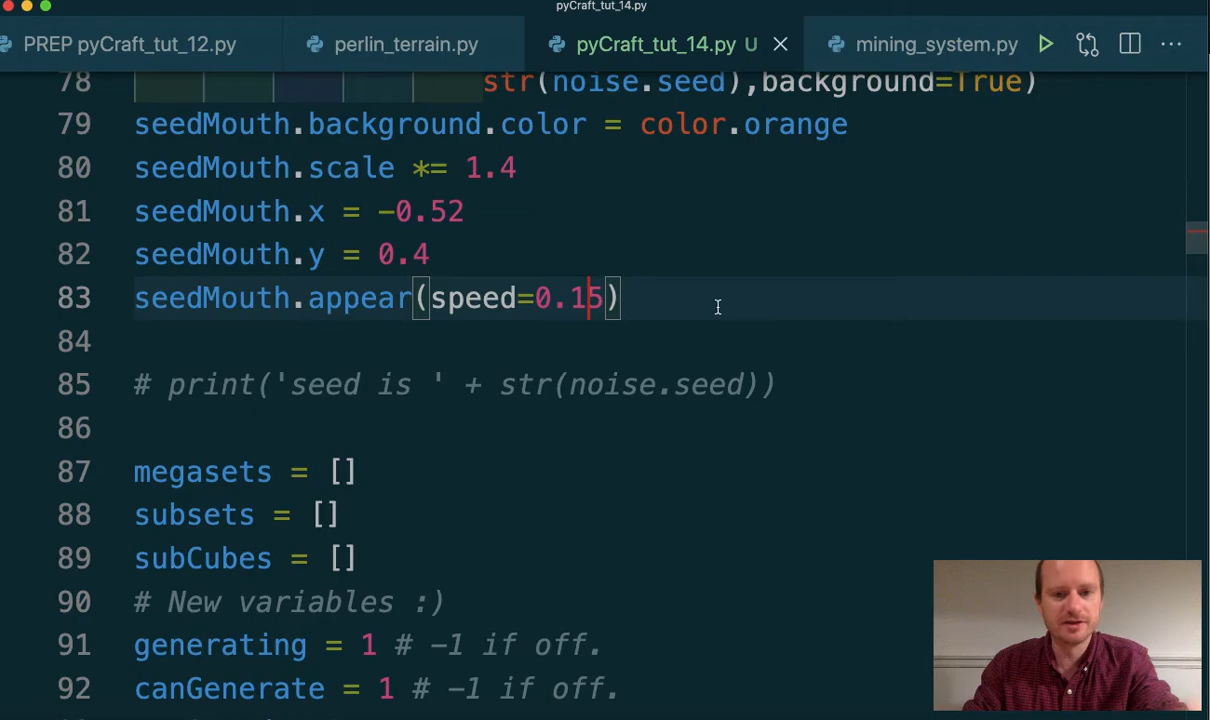 pyCraft_tut_14.py
PREP pyCraft_tut_12.py perlin_terrain.py pyCraft_tut_14.py U mining_system.py
78 str(noise.seed),background=True)
79 seedMouth.background.color = color.orange
80 seedMouth.scale *= 1.4
81 seedMouth.x = -0.52
82 seedMouth.y = 0.4
83 seedMouth.appear(speed=0.15)
84
85 # print('seed is ' + str(noise.seed))
86
87 megasets = []
88 subsets = []
89 subCubes = []
90 # New variables :)
91 generating = 1 # -1 if off.
92 canGenerate = 1 # -1 if off.